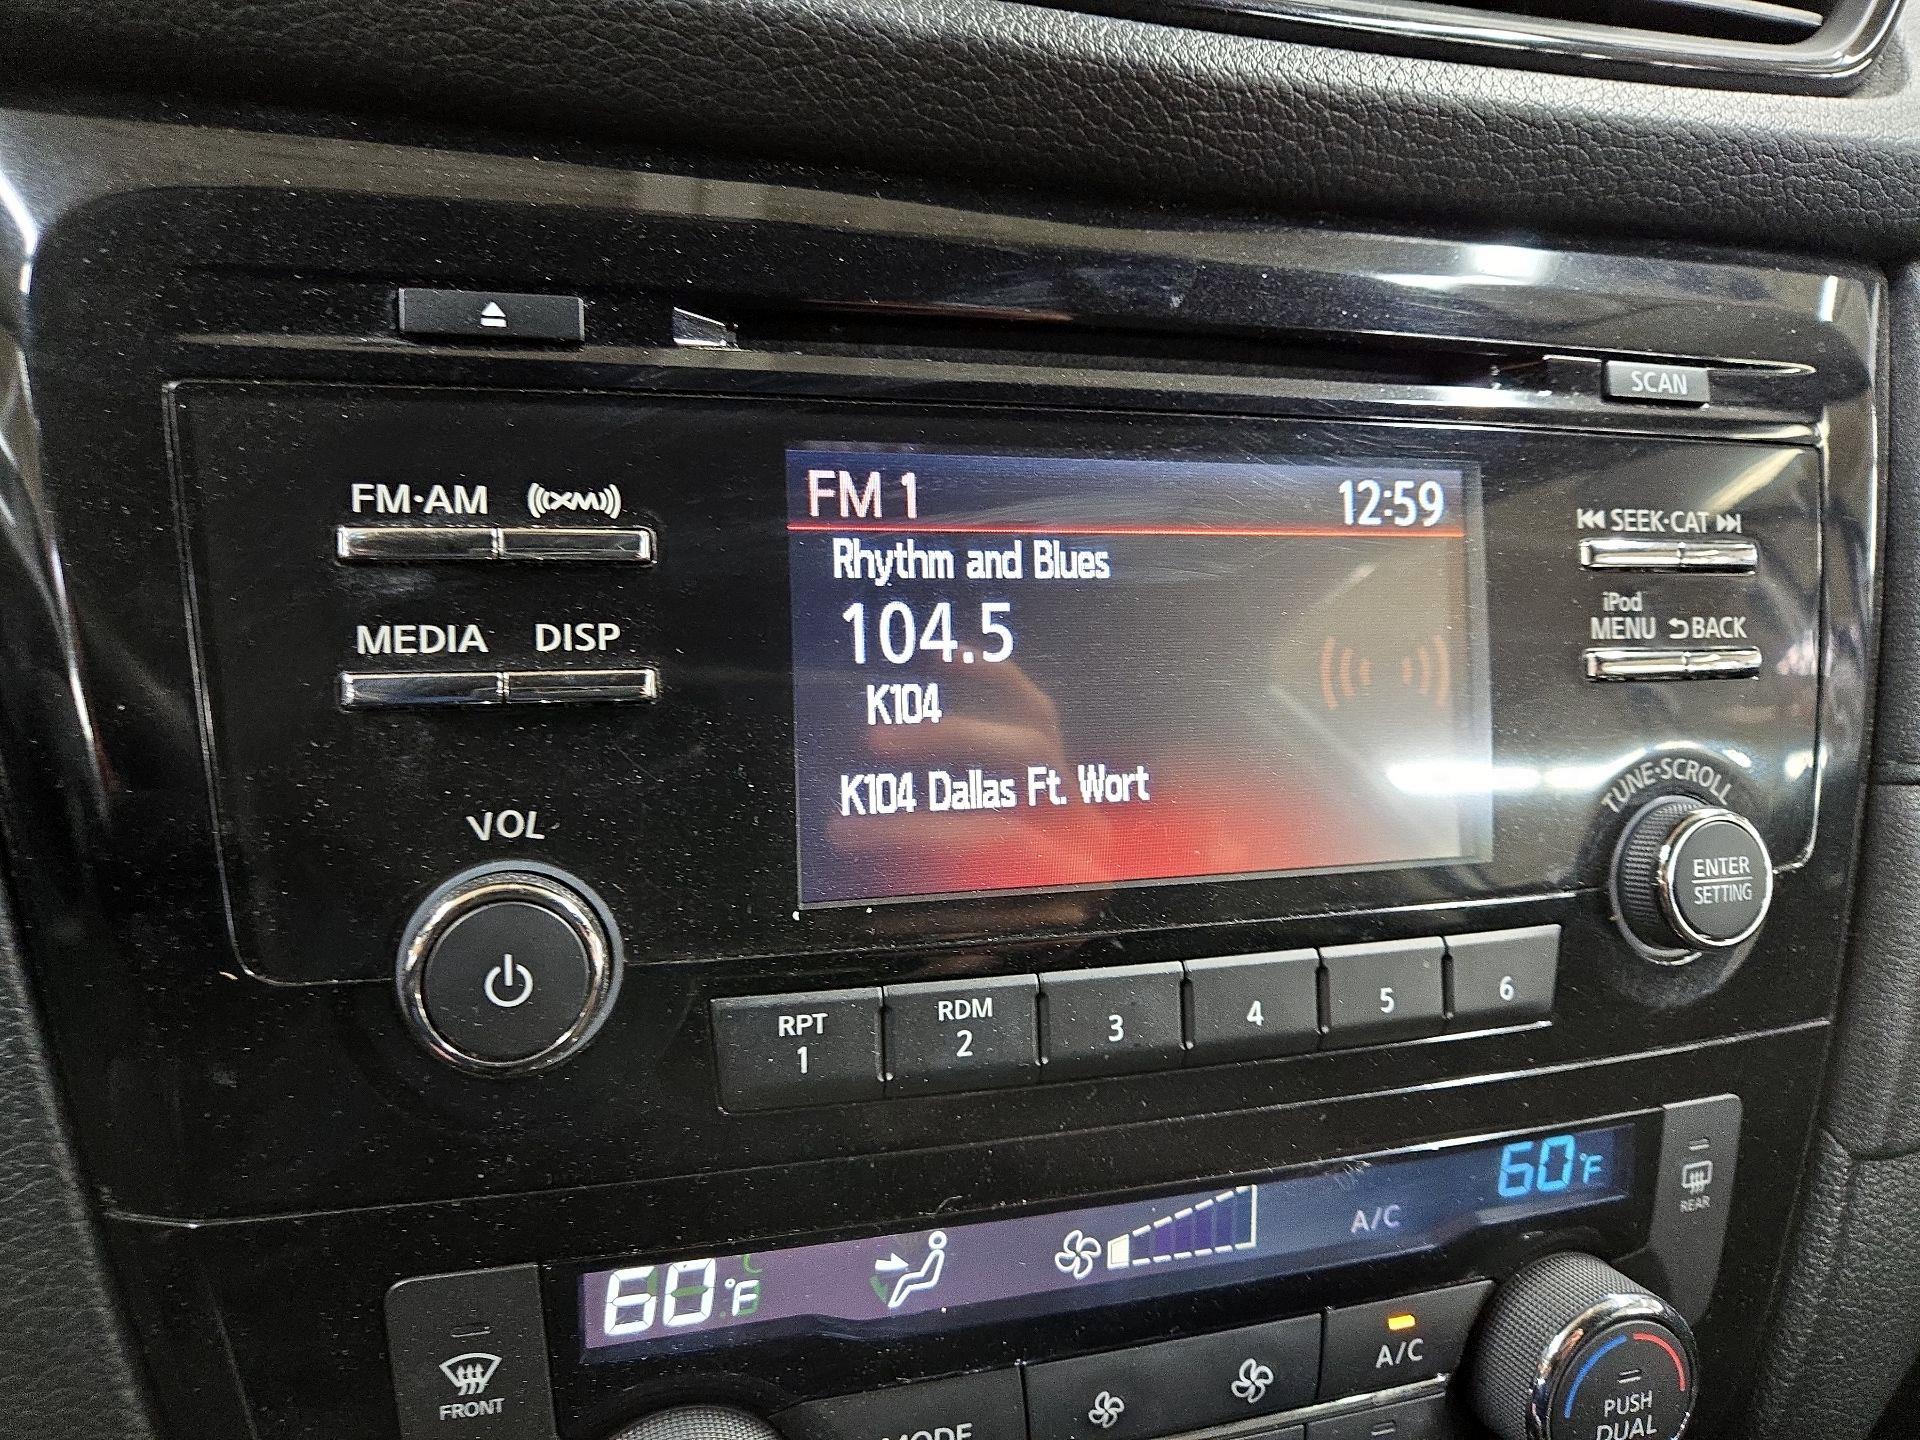 SCAN
FM·AM XM
FM 1 12:59
SEEK·CAT
Rhythm and Blues
104.5
iPod
MENU BACK
MEDIA DISP
K104
K104 Dallas Ft. Wort
TUNE·SCROLL
VOL
ENTER
SETTING
RPT
1
RDM
2
3
4
5
6
60°F
A/C
60°F
REAR
FRONT
A/C
MODE
PUSH
DUAL